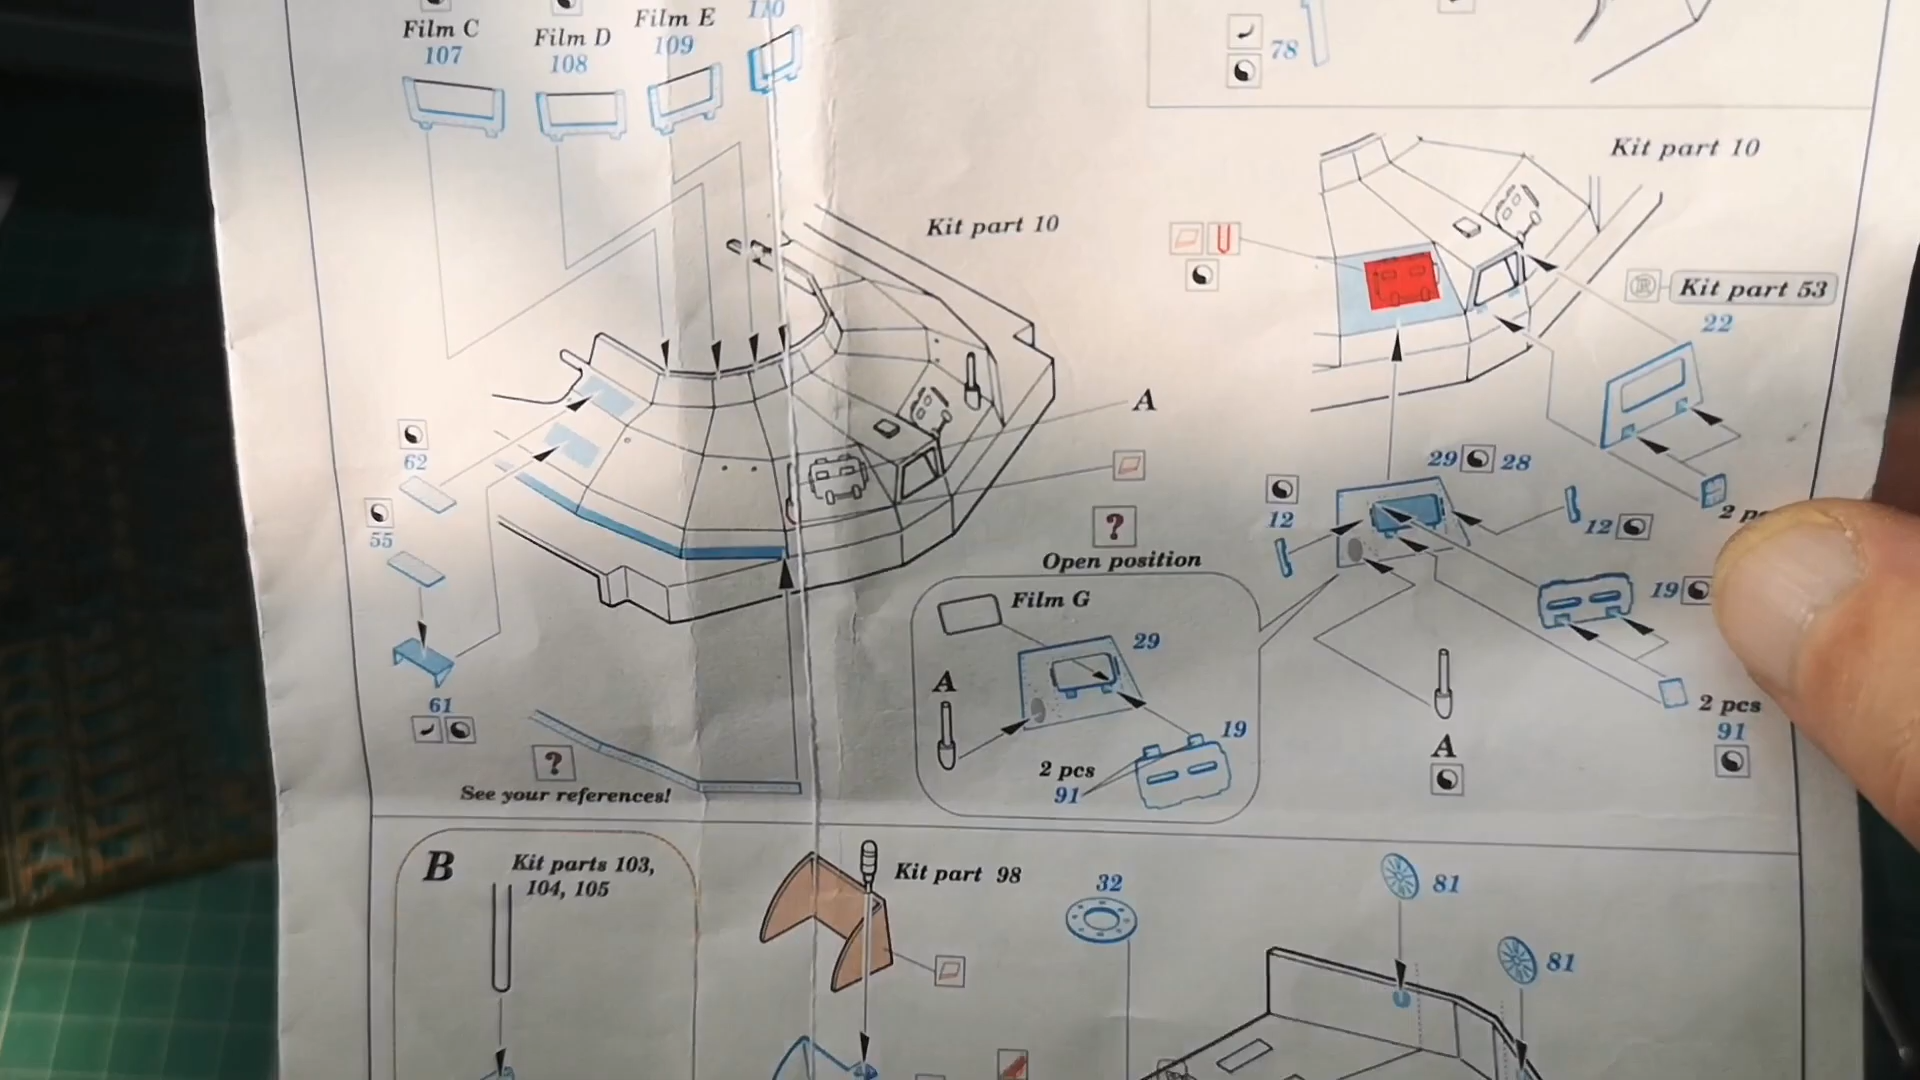 Film C
107
Film D
108
Film E
109
110
78
Kit part 10
Kit part 10
Kit part 53
22
A
62
55
61
?
See your references!
?
Open position
Film G
29
A
19
2 pcs
91
29 28
12
12
19
2 pcs
91
A
B
Kit parts 103,
104, 105
Kit part 98
32
81
81